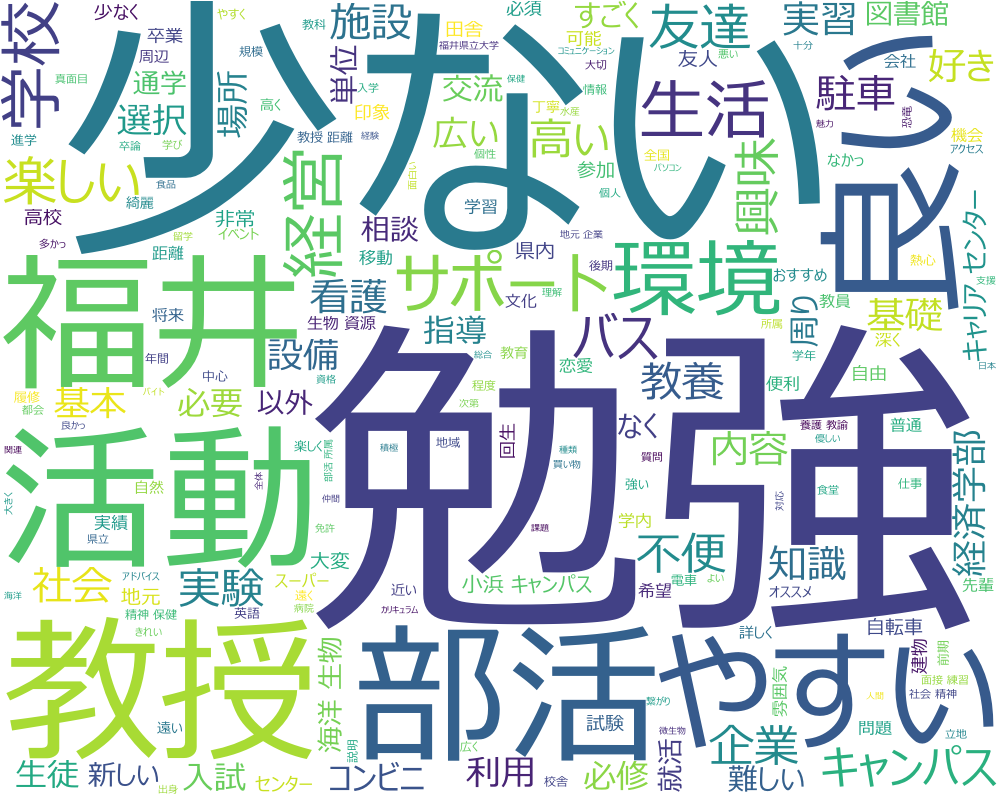 少ない
勉強
良い
福井
活動
教授
部活
やすい
環境
生活
学校
友達
サポート
経営
楽しい
施設
選択
場所
単位
通学
卒業
周辺
少なく
やすく
教科
規模
真面目
進学
卒論
学び
高く
食品
入学
印象
教授 距離
経験
福井県立大学
田舎
必須
すごく
可能
コミュニケーション
保健
交流
広い
丁寧
水産
個性
学習
友人
大切
情報
高い
参加
個人
全国
パソコン
十分
悪い
実習
図書館
会社
駐車
好き
恐竜
魅力
機会
アクセス
なかっ
興味
高校
多かっ
綺麗
留学
非常
イベント
距離
相談
移動
県内
地元 企業
後期
理解
文化
面白い
おすすめ
教員
熱心
支援
キャリア センター
基礎
深く
所属
周り
学年
日本
自由
便利
教養
バス
恋愛
教育
指導
看護
生物 資源
将来
設備
年間
中心
資格
総合
程度
次第
必要
以外
基本
バイト
履修
都会
良かっ
関連
楽しく
全体
部活 所属
積極
地域
回生
種類
買い物
質問
なく
内容
養護 教諭
優しい
普通
仕事
食堂
対応
経済学部
知識
オススメ
先輩
強い
学内
課題
仲間
不便
電車
よい
希望
小浜 キャンパス
近い
カリキュラム
大変
免許
スーパー
遠く
病院
英語
実験
自然
実績
県立
大きく
海洋
社会
アドバイス
地元
精神 保健
きれい
海洋 生物
説明
遠い
試験
広く
繋がり
微生物
詳しく
自転車
建物
前期
面接 練習
社会 精神
人間
雰囲気
問題
立地
企業
就活
難しい
キャンパス
必修
利用
校舎
コンビニ
センター
入試
出身
新しい
生徒